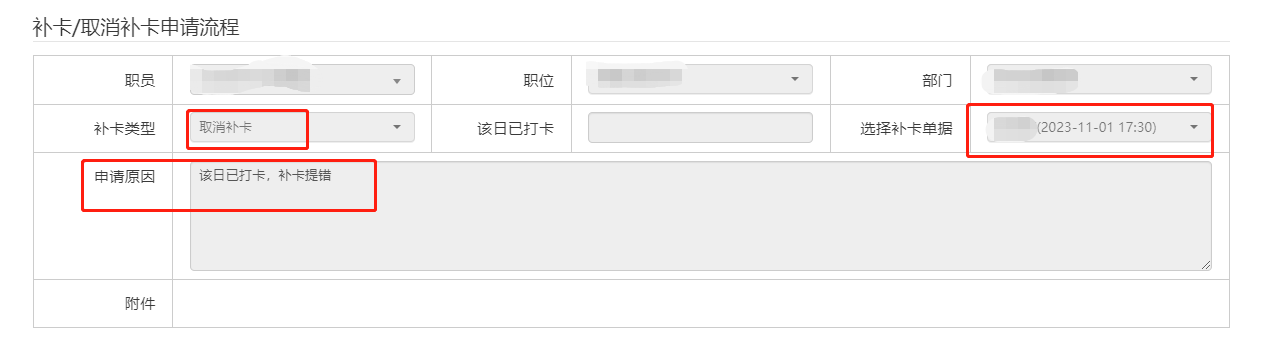 补卡/取消补卡申请流程
职员 职位 部门
补卡类型 取消补卡 该日已打卡 选择补卡单据 (2023-11-01 17:30)
申请原因 该日已打卡，补卡提错
附件